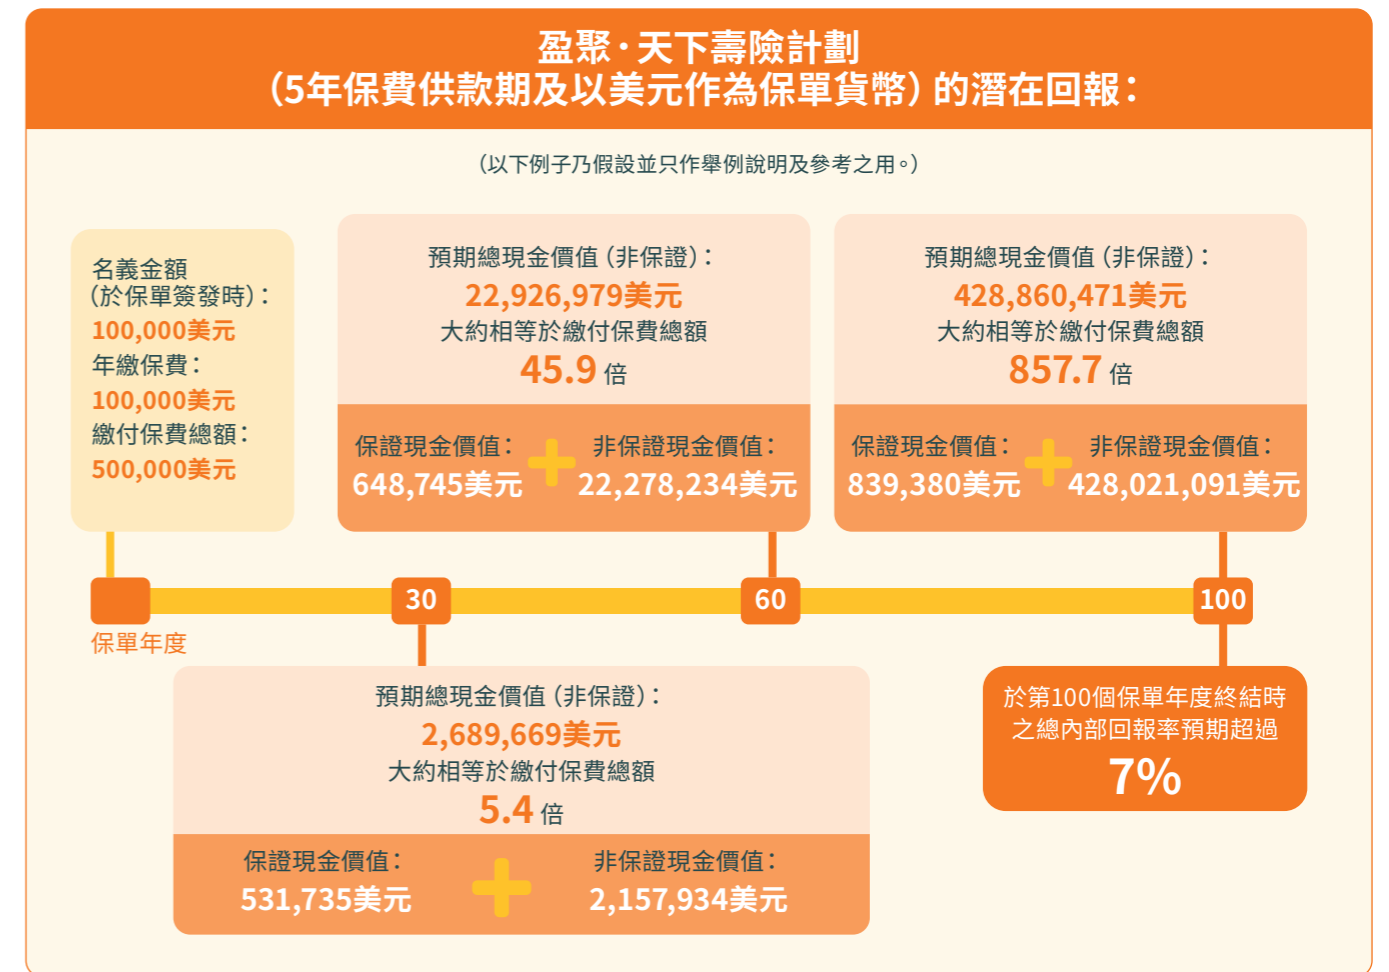 盈聚·天下壽險計劃
（5年保費供款期及以美元作為保單貨幣）的潛在回報：
（以下例子乃假設並只作舉例說明及參考之用。）
名義金額
（於保單簽發時）：
100,000美元
年繳保費：
100,000美元
繳付保費總額：
500,000美元
預期總現金價值（非保證）：
22,926,979美元
大約相等於繳付保費總額
45.9 倍
保證現金價值：
648,745美元
非保證現金價值：
22,278,234美元
預期總現金價值（非保證）：
428,860,471美元
大約相等於繳付保費總額
857.7 倍
保證現金價值：
839,380美元
非保證現金價值：
428,021,091美元
30
60
100
保單年度
預期總現金價值（非保證）：
2,689,669美元
大約相等於繳付保費總額
5.4 倍
保證現金價值：
531,735美元
非保證現金價值：
2,157,934美元
於第100個保單年度終結時
之總內部回報率預期超過
7%